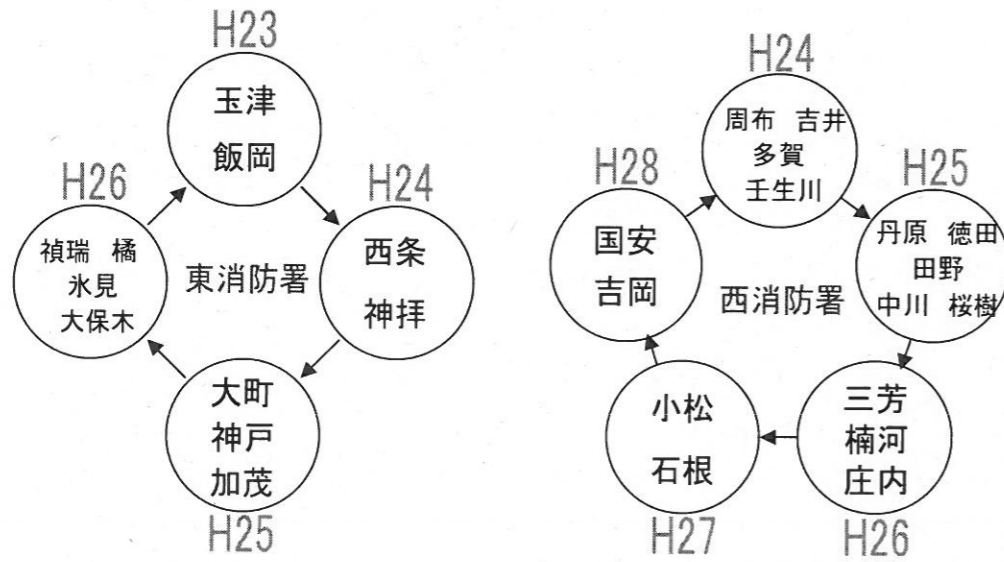 H23
玉津
飯岡
H24
西条
神拝
H25
大町
神戸
加茂
H26
禎瑞 橘
氷見
大保木
東消防署
H24
周布 吉井
多賀
壬生川
H25
丹原 徳田
田野
中川 桜樹
H26
三芳
楠河
庄内
H27
小松
石根
H28
国安
吉岡
西消防署